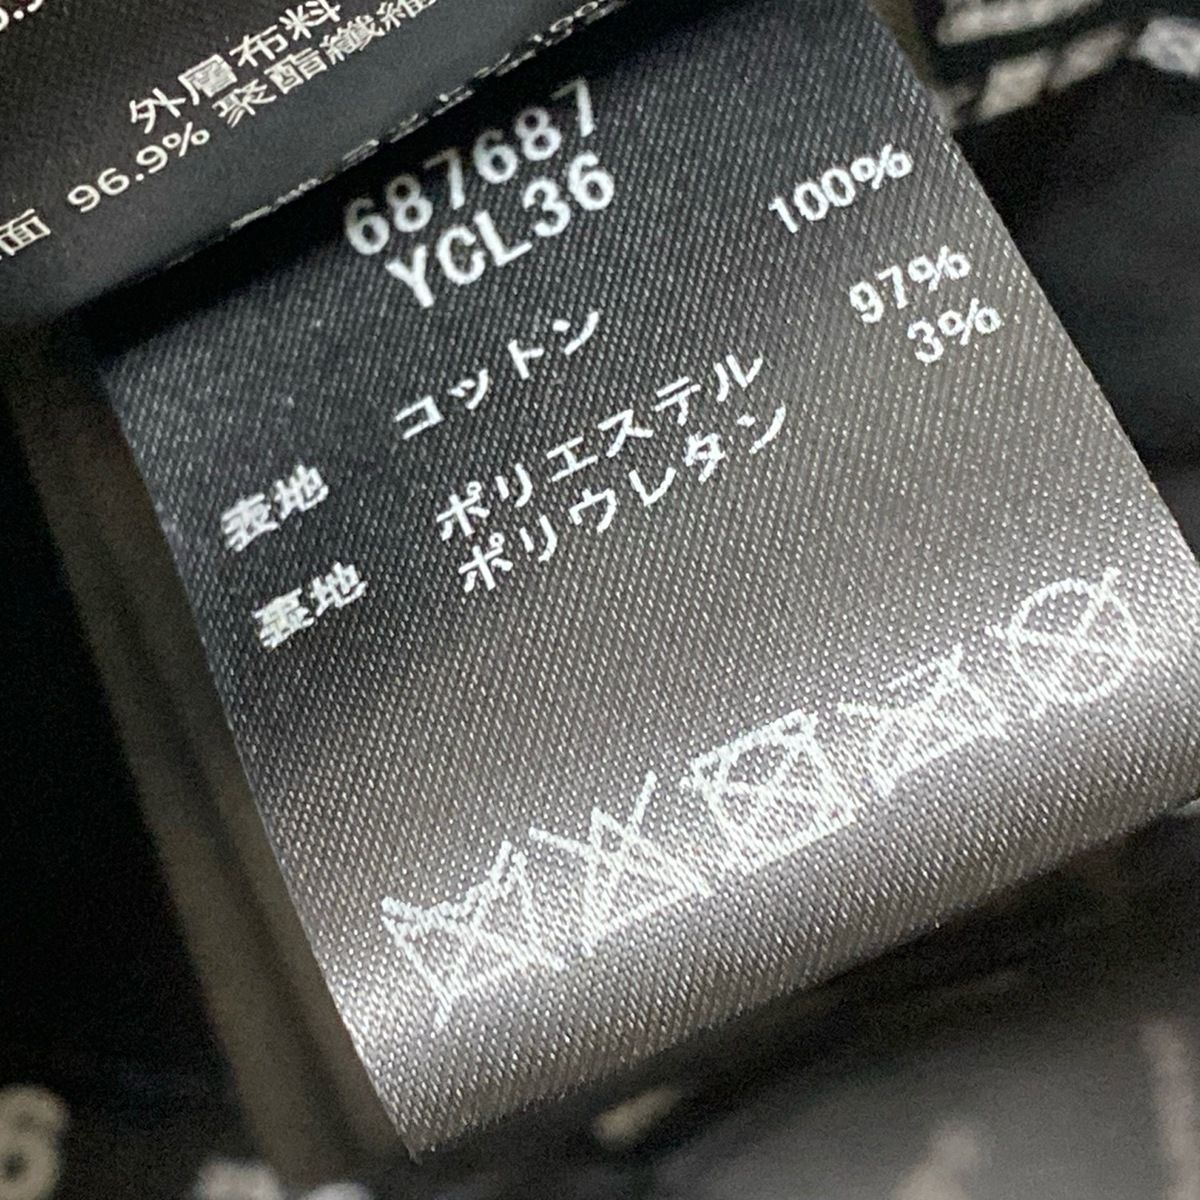 外層布料
面 96.9% 聚酯纖維
687687
YCL36
表地 コットン 100%
裏地 ポリエステル 97%
ポリウレタン 3%